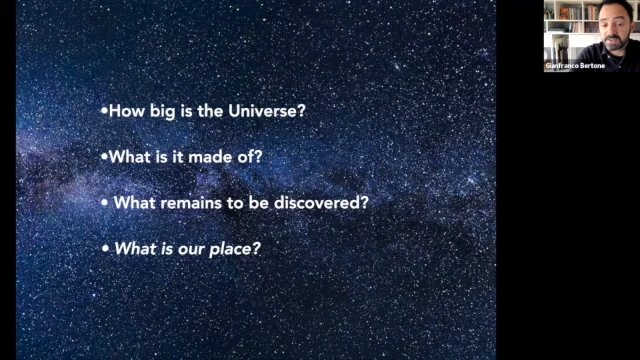 •How big is the Universe?
•What is it made of?
• What remains to be discovered?
• What is our place?
Gianfranco Bertone